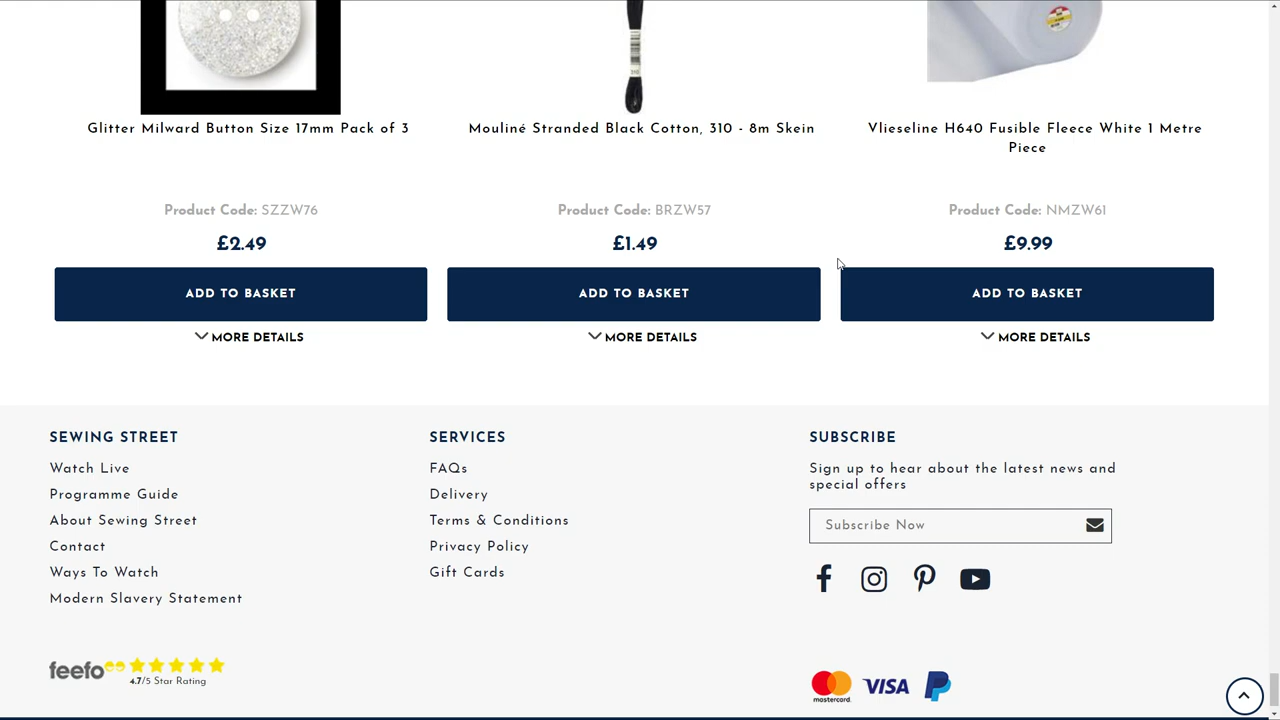 Glitter Milward Button Size 17mm Pack of 3
Mouliné Stranded Black Cotton, 310 - 8m Skein
Vlieseline H640 Fusible Fleece White 1 Metre
Piece
Product Code: SZZW76
Product Code: BRZW57
Product Code: NMZW61
£2.49
£1.49
£9.99
ADD TO BASKET
ADD TO BASKET
ADD TO BASKET
MORE DETAILS
MORE DETAILS
MORE DETAILS
SEWING STREET
Watch Live
Programme Guide
About Sewing Street
Contact
Ways To Watch
Modern Slavery Statement
SERVICES
FAQs
Delivery
Terms & Conditions
Privacy Policy
Gift Cards
SUBSCRIBE
Sign up to hear about the latest news and
special offers
Subscribe Now
feefo
4.7/5 Star Rating
mastercard
VISA